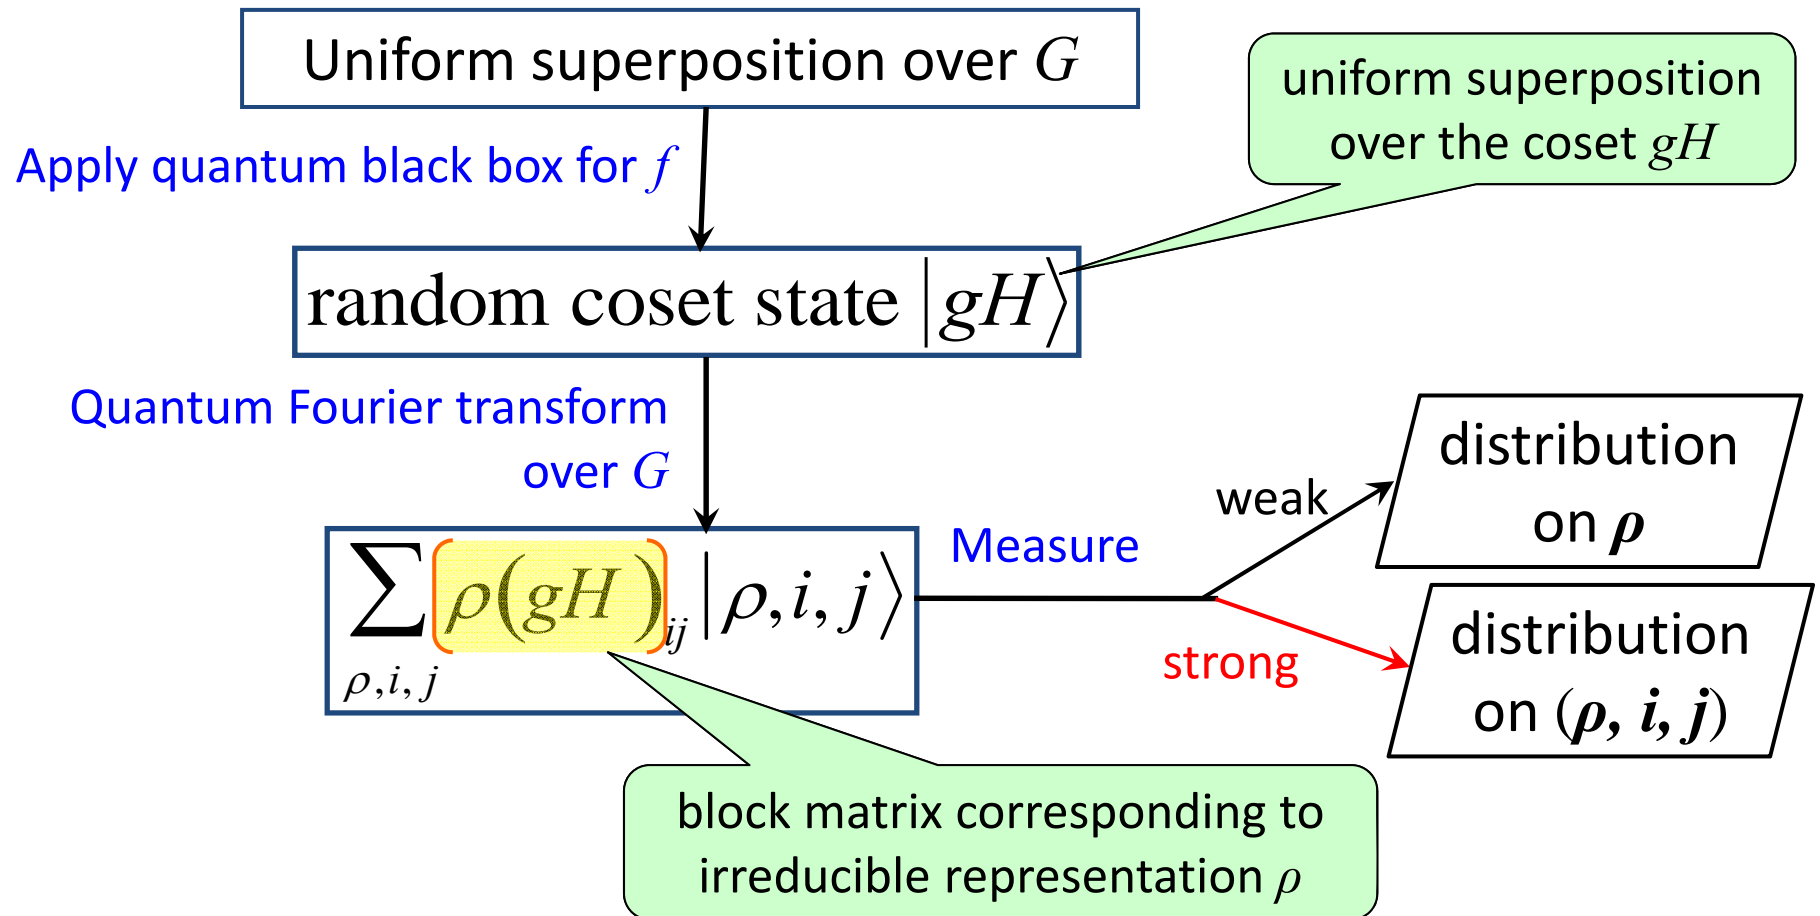 Uniform superposition over G
uniform superposition
over the coset gH
Apply quantum black box for f
random coset state |gH⟩
Quantum Fourier transform
over G
∑ρ,i,j ρ(gH)ij |ρ,i,j⟩
Measure
weak
distribution
on ρ
strong
distribution
on (ρ, i, j)
block matrix corresponding to
irreducible representation ρ